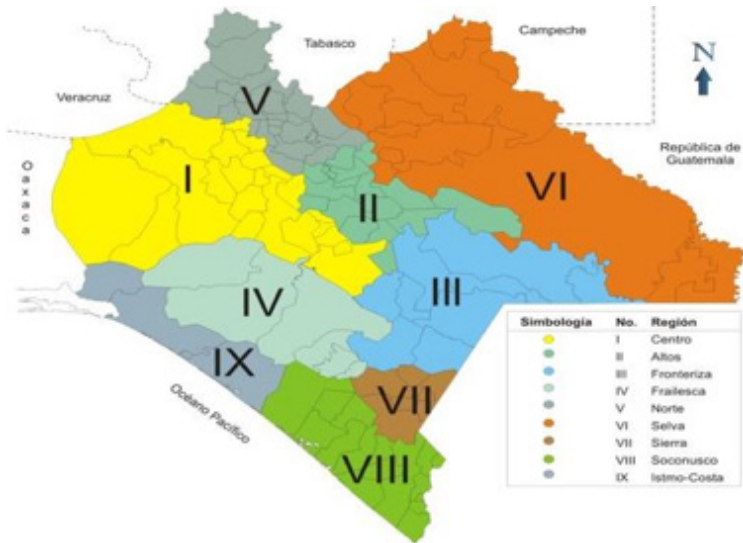 Campeche
Tabasco
N
Veracruz
V
República de
Guatemala
Oaxaca
I
II
VI
III
IV
IX
VII
VIII
Océano Pacífico
Simbología No. Región
I Centro
II Altos
III Fronteriza
IV Frailesca
V Norte
VI Selva
VII Sierra
VIII Soconusco
IX Istmo-Costa